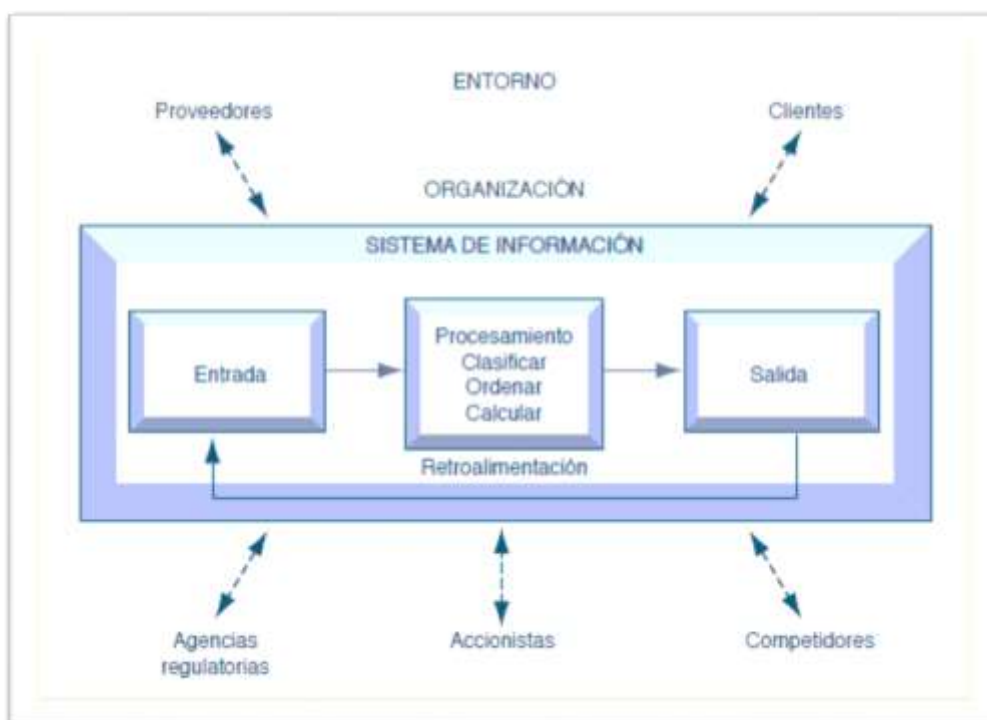 ENTORNO
Proveedores
Clientes
ORGANIZACIÓN
SISTEMA DE INFORMACIÓN
Entrada
Procesamiento
Clasificar
Ordenar
Calcular
Salida
Retroalimentación
Agencias
regulatorias
Accionistas
Competidores